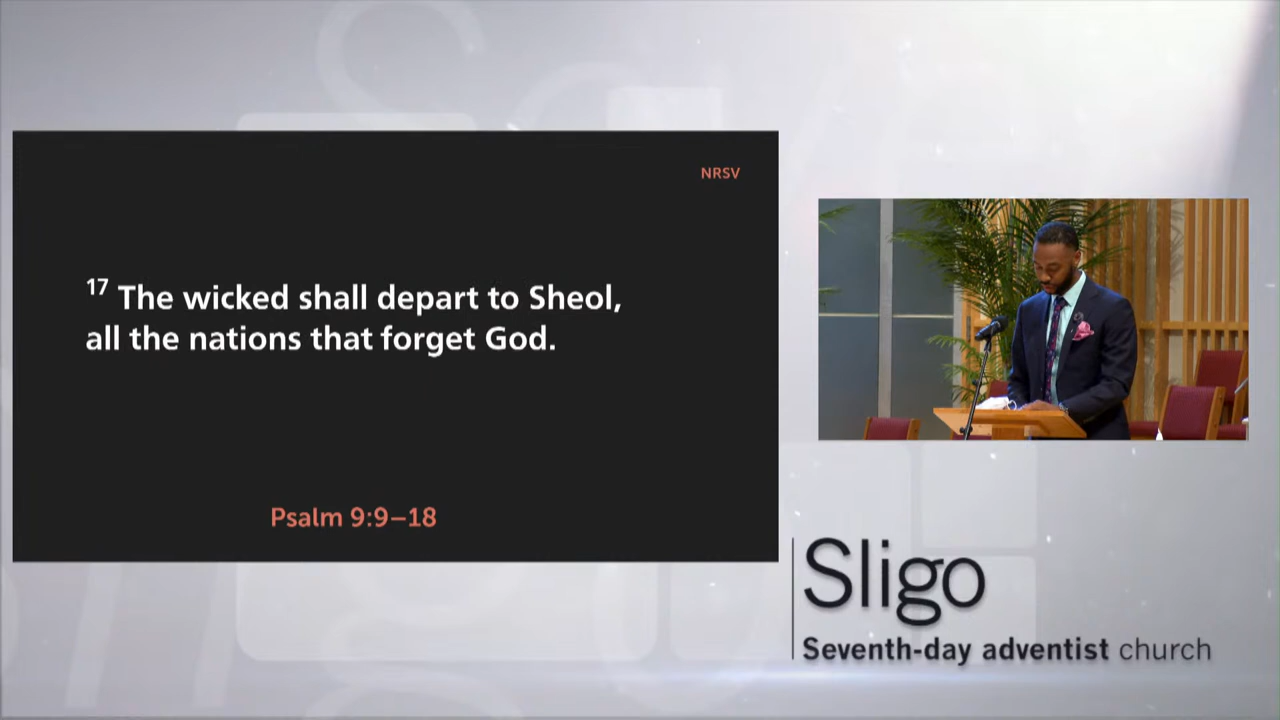 NRSV
17 The wicked shall depart to Sheol,
all the nations that forget God.
Psalm 9:9–18
Sligo
Seventh-day adventist church